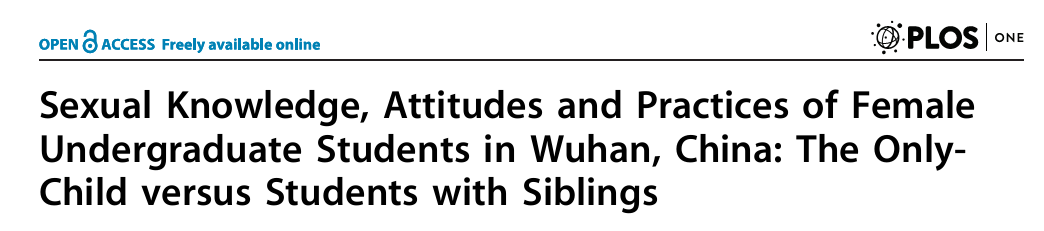 OPEN ACCESS Freely available online
PLOS ONE
Sexual Knowledge, Attitudes and Practices of Female
Undergraduate Students in Wuhan, China: The Only-
Child versus Students with Siblings